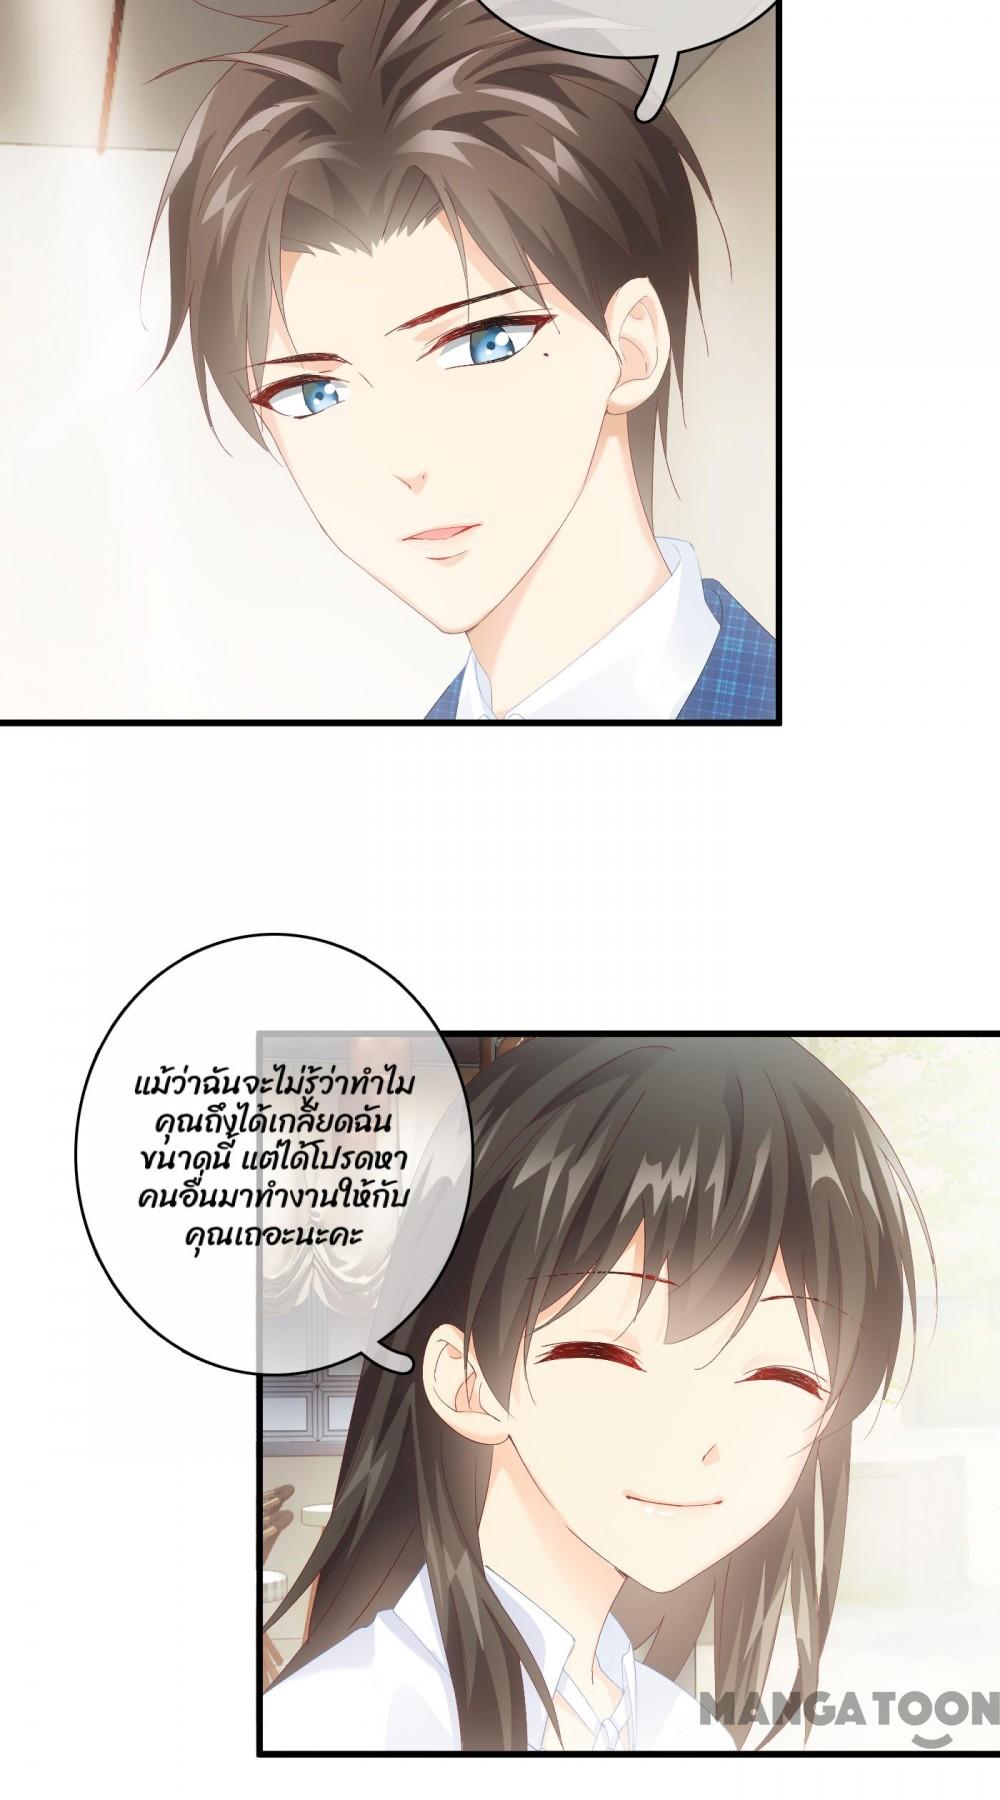 แม้ว่าฉันจะไม่รู้ว่าทำไม
คุณถึงได้เกลียดฉัน
ขนาดนี้ แต่ได้โปรดหา
คนอื่นมาทำงานให้กับ
คุณเถอะนะคะ
MANGATOON